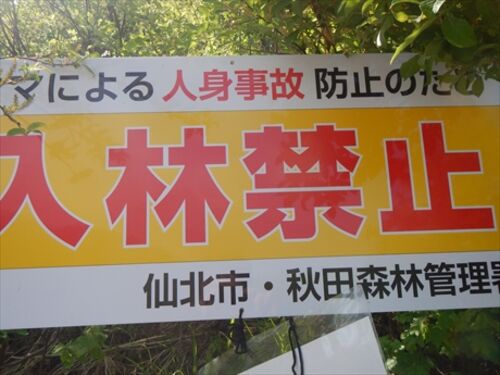 マによる 人身事故 防止のた
入林禁止
仙北市・秋田森林管理署